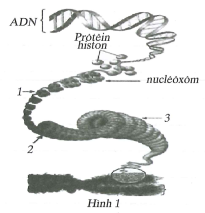 ADN
Prôtêin
histon
nuclêôxôm
1
3
2
Hình 1